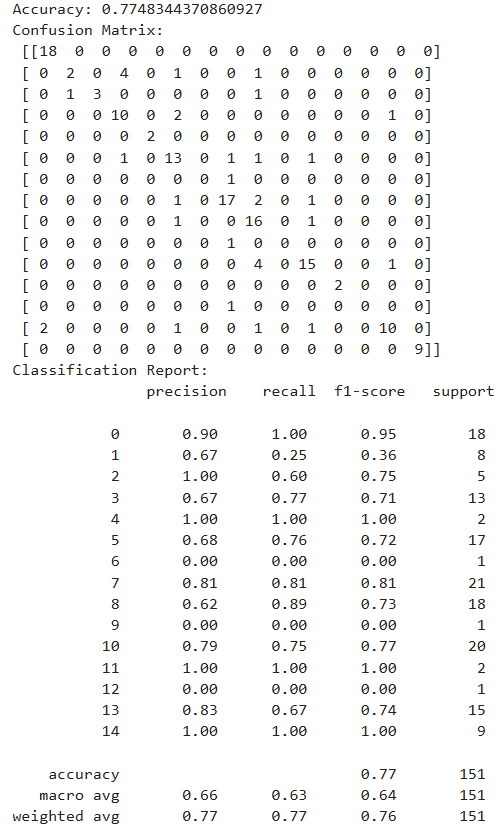 Accuracy: 0.7748344370860927
Confusion Matrix:
[[18 0 0 0 0 0 0 0 0 0 0 0 0 0 0]
[ 0 2 0 4 0 1 0 0 1 0 0 0 0 0 0]
[ 0 1 3 0 0 0 0 0 1 0 0 0 0 0 0]
[ 0 0 0 10 0 2 0 0 0 0 0 0 0 1 0]
[ 0 0 0 0 2 0 0 0 0 0 0 0 0 0 0]
[ 0 0 0 1 0 13 0 1 1 0 1 0 0 0 0]
[ 0 0 0 0 0 0 0 1 0 0 0 0 0 0 0]
[ 0 0 0 0 0 1 0 17 2 0 1 0 0 0 0]
[ 0 0 0 0 0 1 0 0 16 0 1 0 0 0 0]
[ 0 0 0 0 0 0 0 1 0 0 0 0 0 0 0]
[ 0 0 0 0 0 0 0 0 4 0 15 0 0 1 0]
[ 0 0 0 0 0 0 0 0 0 0 0 2 0 0 0]
[ 0 0 0 0 0 0 0 1 0 0 0 0 0 0 0]
[ 2 0 0 0 0 1 0 0 1 0 1 0 0 10 0]
[ 0 0 0 0 0 0 0 0 0 0 0 0 0 0 9]]
Classification Report:
precision recall f1-score support
0 0.90 1.00 0.95 18
1 0.67 0.25 0.36 8
2 1.00 0.60 0.75 5
3 0.67 0.77 0.71 13
4 1.00 1.00 1.00 2
5 0.68 0.76 0.72 17
6 0.00 0.00 0.00 1
7 0.81 0.81 0.81 21
8 0.62 0.89 0.73 18
9 0.00 0.00 0.00 1
10 0.79 0.75 0.77 20
11 1.00 1.00 1.00 2
12 0.00 0.00 0.00 1
13 0.83 0.67 0.74 15
14 1.00 1.00 1.00 9
accuracy 0.77 151
macro avg 0.66 0.63 0.64 151
weighted avg 0.77 0.77 0.76 151